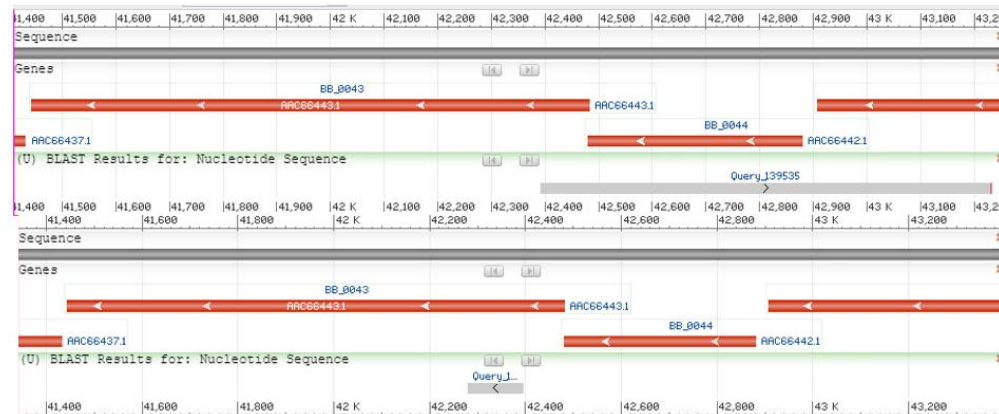 41,400 |41,500 |41,600 |41,700 |41,800 |41,900 |42 K |42,100 |42,200 |42,300 |42,400 |42,500 |42,600 |42,700 |42,800 |42,900 |43 K |43,100 |43,2
Sequence
Genes
BB_0043
AAC66443.1 AAC66443.1
BB_0044
AAC66437.1 AAC66442.1
(U) BLAST Results for: Nucleotide Sequence
Query_139535
41,400 |41,500 |41,600 |41,700 |41,800 |41,900 |42 K |42,100 |42,200 |42,300 |42,400 |42,500 |42,600 |42,700 |42,800 |42,900 |43 K |43,100 |43,2
|41,400 |41,600 |41,800 |42 K |42,200 |42,400 |42,600 |42,800 |43 K |43,200
Sequence
Genes
BB_0043
AAC66443.1 AAC66443.1
BB_0044
AAC66437.1 AAC66442.1
(U) BLAST Results for: Nucleotide Sequence
Query_1...
|41,400 |41,600 |41,800 |42 K |42,200 |42,400 |42,600 |42,800 |43 K |43,200